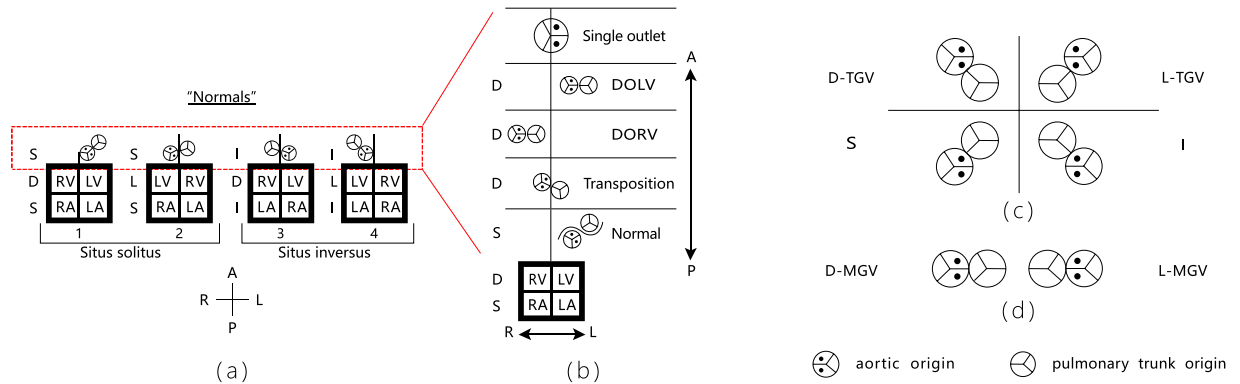 "Normals"
S S I I
D RV LV L LV RV D RV LV L LV RV
S RA LA S RA LA I LA RA I LA RA
1 2 3 4
Situs solitus Situs inversus
A
R L
P
(a)
Single outlet
A
D DOLV
D DORV
D Transposition
S Normal
P
D RV LV
S RA LA
R L
(b)
D-TGV L-TGV
S I
(c)
D-MGV L-MGV
(d)
aortic origin pulmonary trunk origin